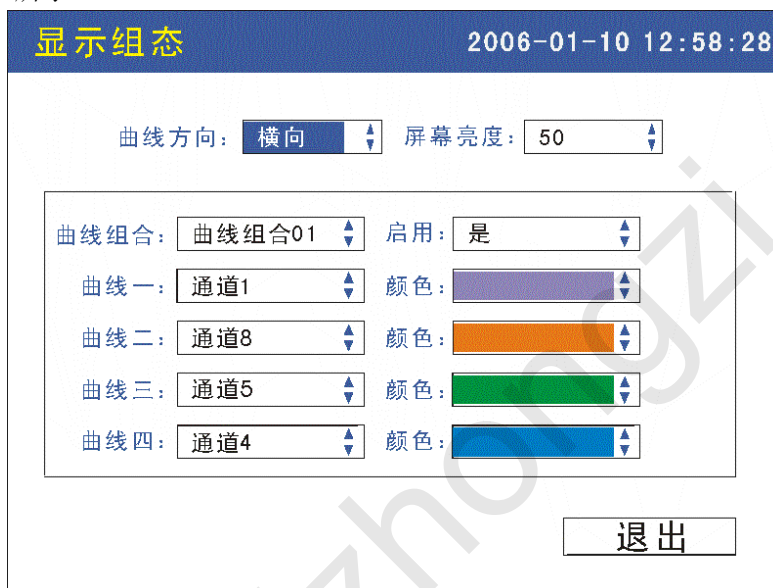 显示组态 2006-01-10 12:58:28
曲线方向: 横向 屏幕亮度: 50
曲线组合: 曲线组合01 启用: 是
曲线一: 通道1 颜色:
曲线二: 通道8 颜色:
曲线三: 通道5 颜色:
曲线四: 通道4 颜色:
退出
zhongzi